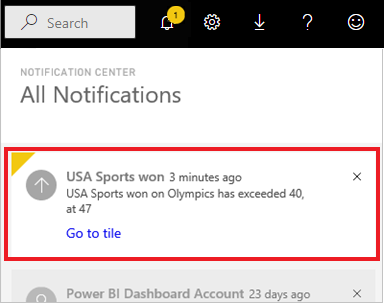 Search
1
?
NOTIFICATION CENTER
All Notifications
USA Sports won 3 minutes ago
USA Sports won on Olympics has exceeded 40,
at 47
Go to tile
Power BI Dashboard Account 23 days ago